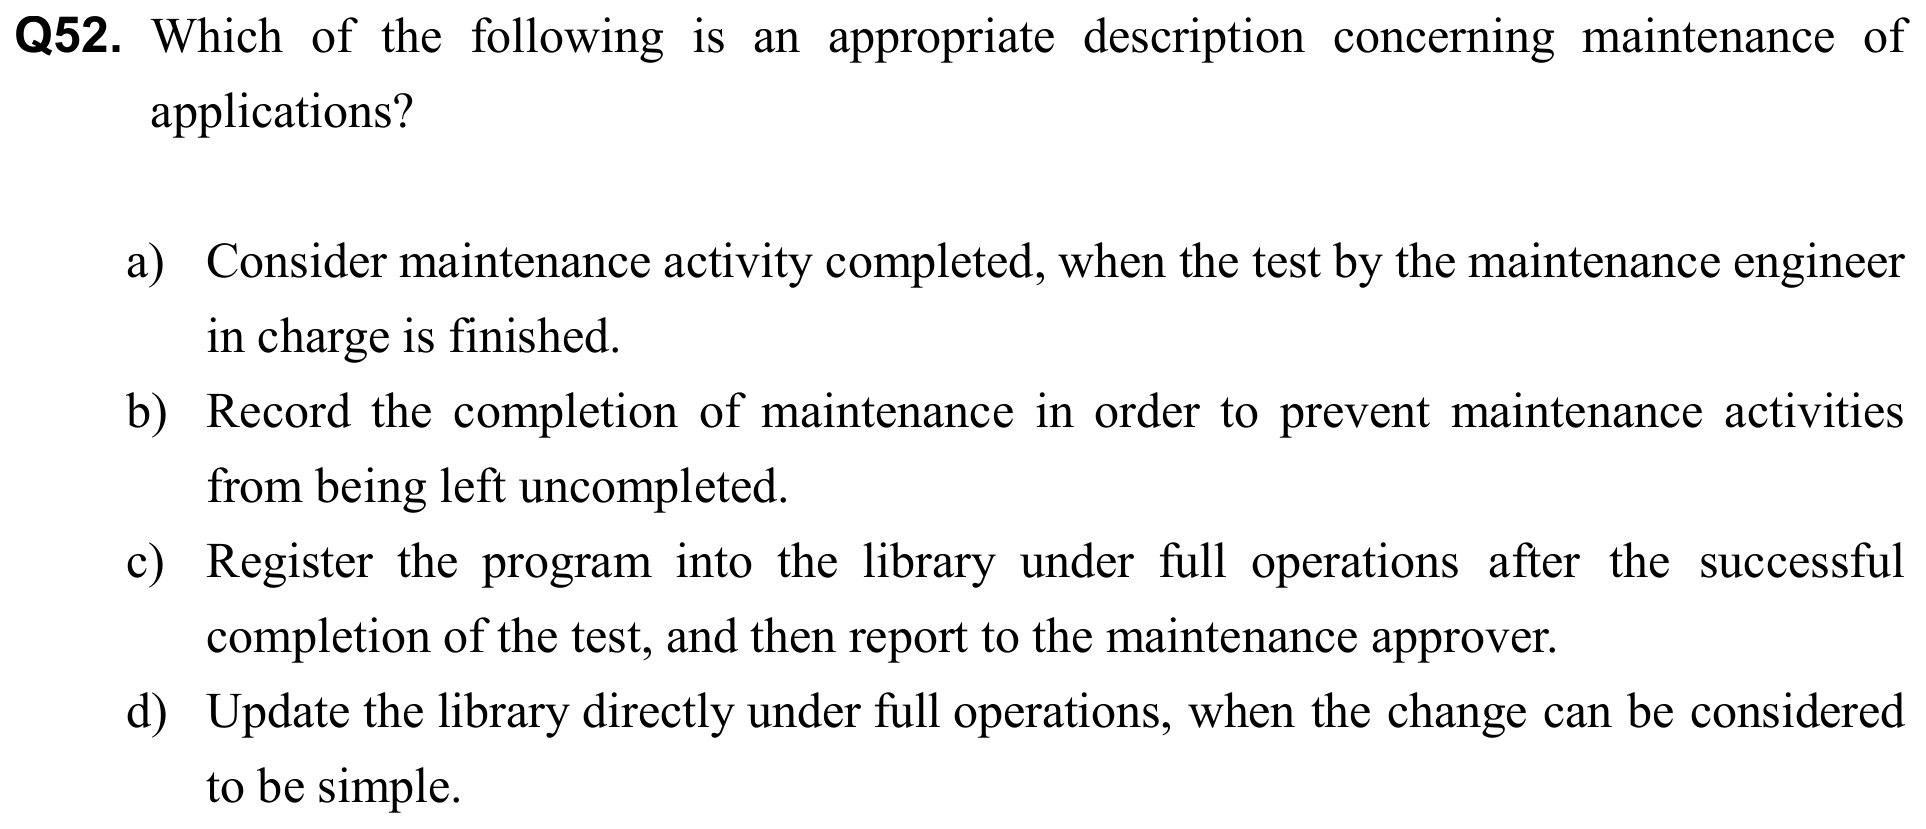 Q52. Which of the following is an appropriate description concerning maintenance of
applications?
a) Consider maintenance activity completed, when the test by the maintenance engineer
in charge is finished.
b) Record the completion of maintenance in order to prevent maintenance activities
from being left uncompleted.
c) Register the program into the library under full operations after the successful
completion of the test, and then report to the maintenance approver.
d) Update the library directly under full operations, when the change can be considered
to be simple.